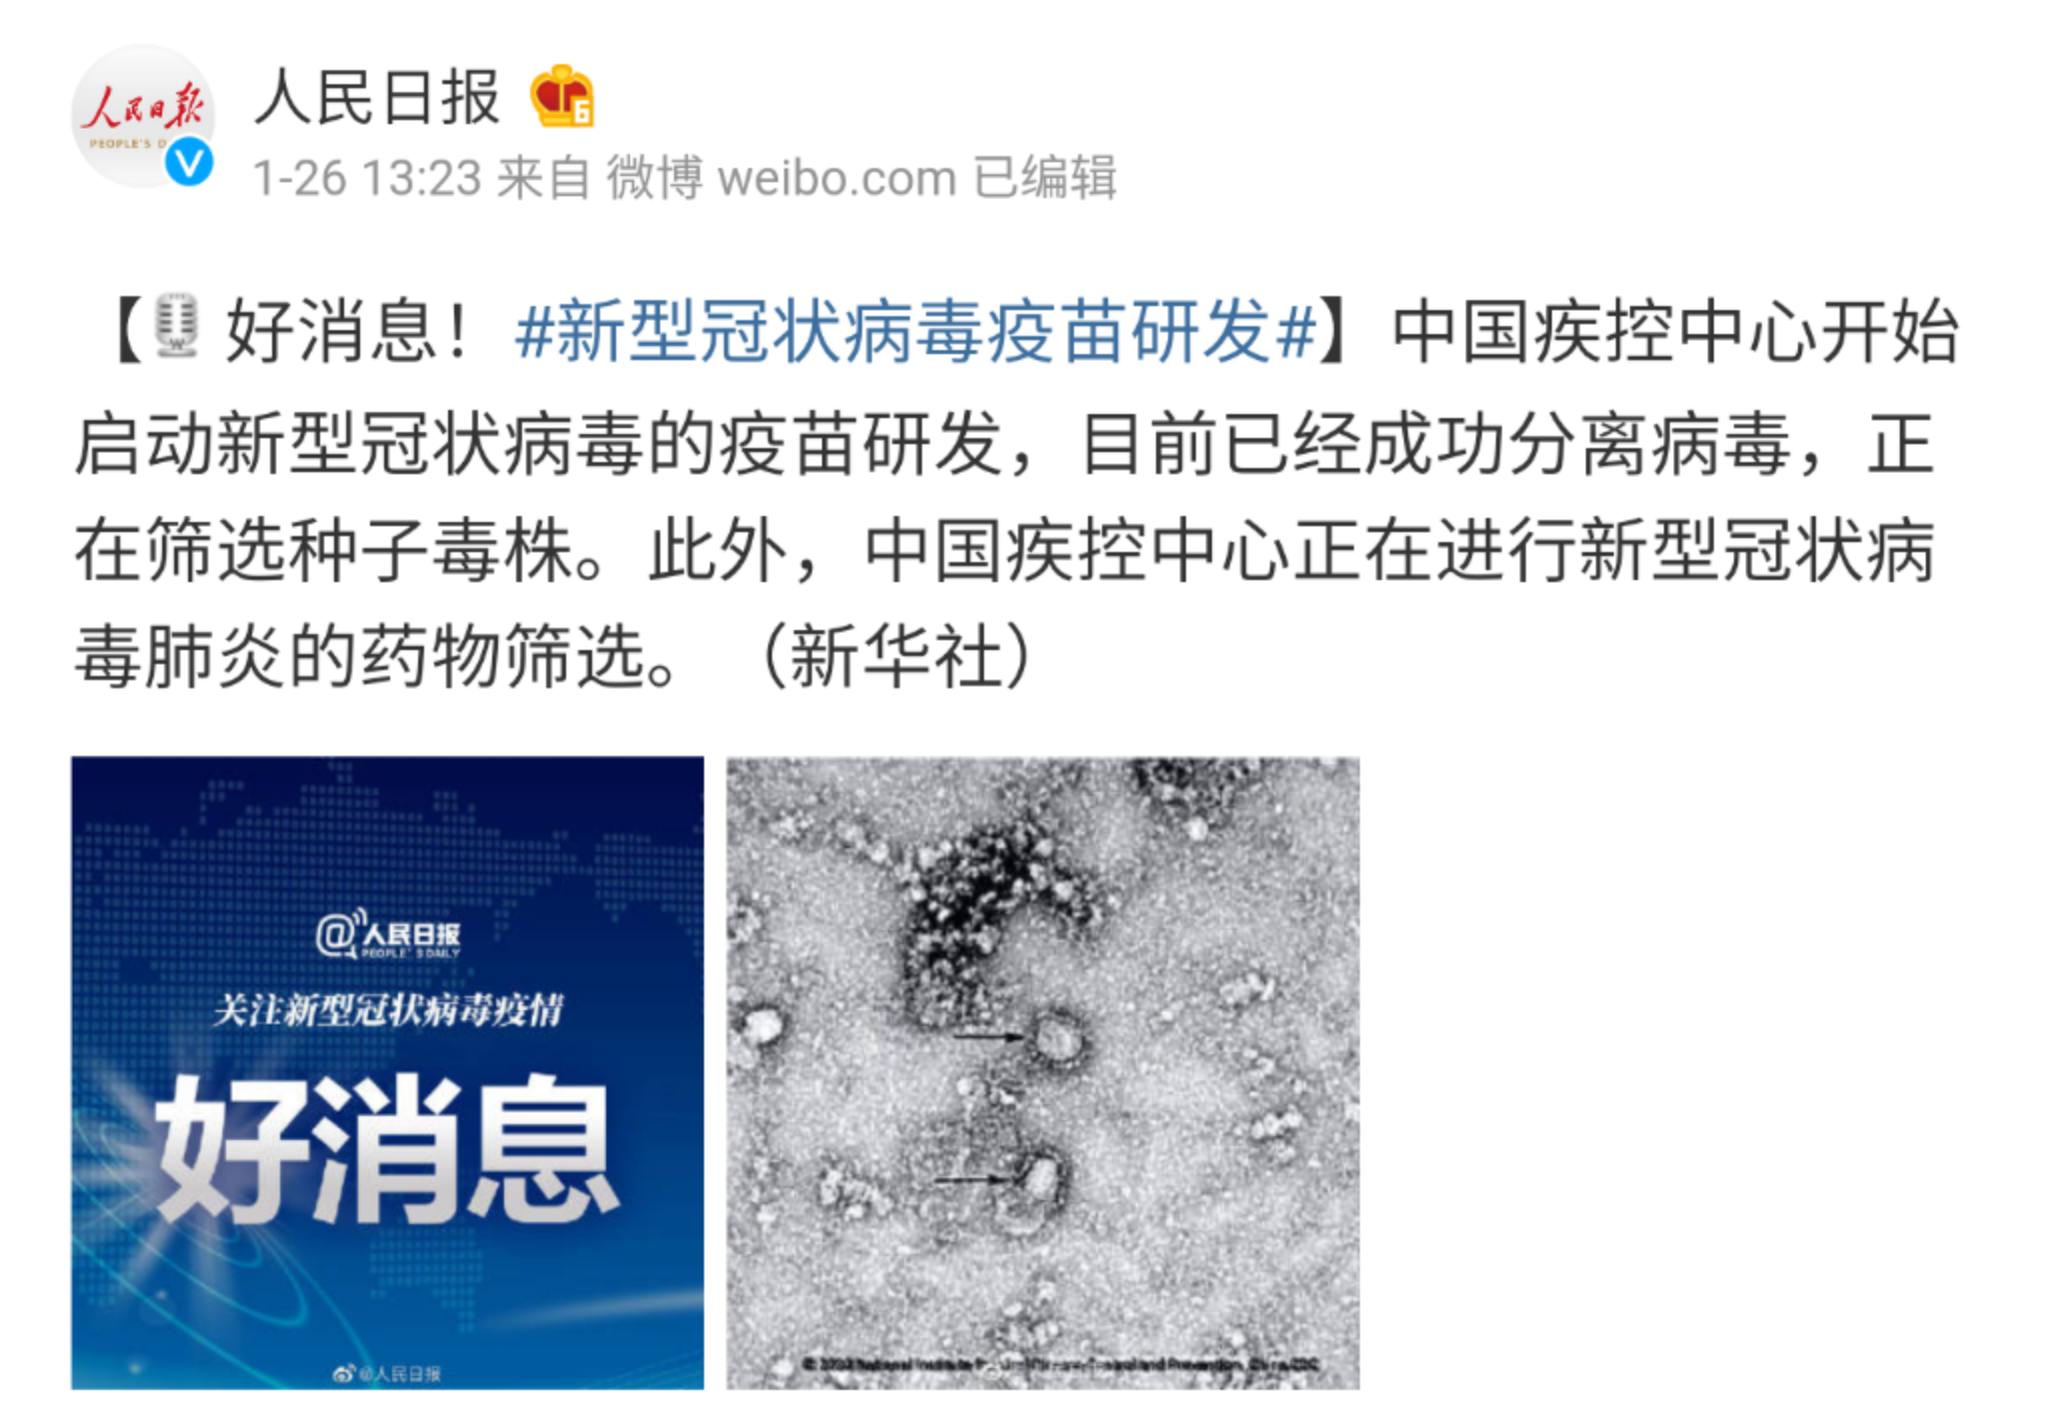 人民日报
PEOPLE'S D
人民日报
6
1-26 13:23 来自 微博 weibo.com 已编辑
【🎙 好消息！#新型冠状病毒疫苗研发#】中国疾控中心开始
启动新型冠状病毒的疫苗研发，目前已经成功分离病毒，正
在筛选种子毒株。此外，中国疾控中心正在进行新型冠状病
毒肺炎的药物筛选。（新华社）
@人民日报
PEOPLE'S DAILY
关注新型冠状病毒疫情
好消息
@人民日报
National Institute Control and Prevention, China CDC